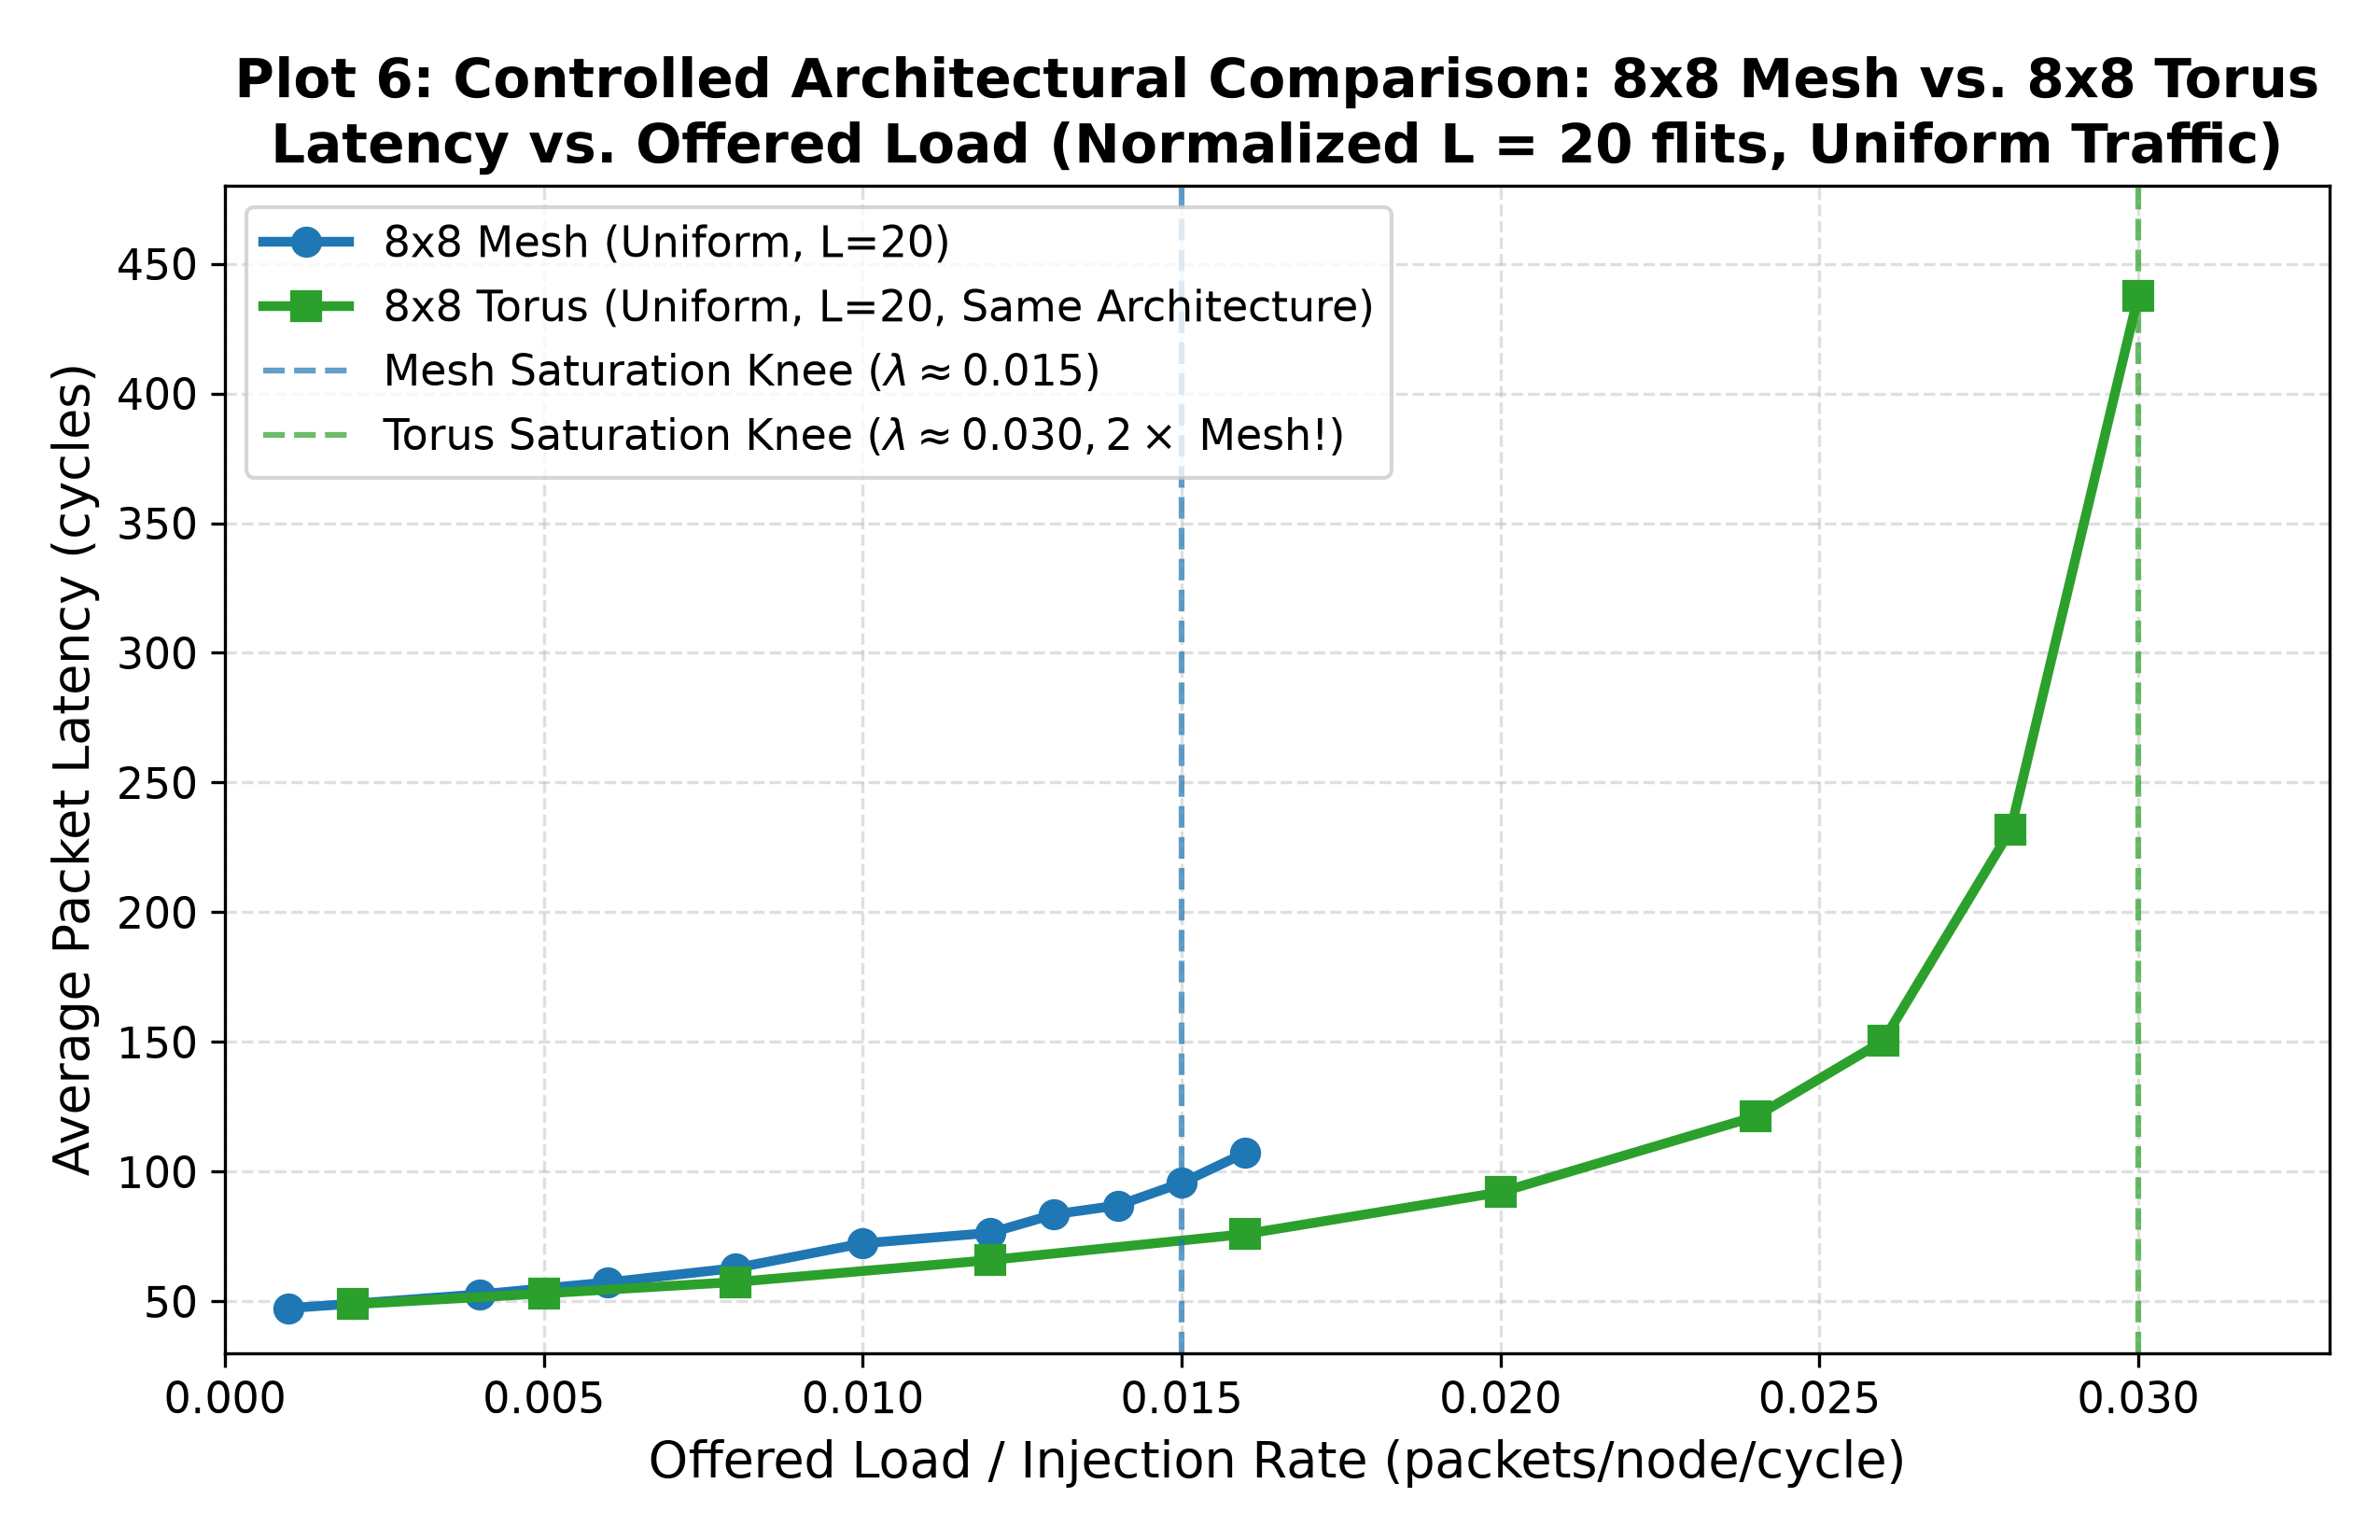 Plot 6: Controlled Architectural Comparison: 8x8 Mesh vs. 8x8 Torus
Latency vs. Offered Load (Normalized L = 20 flits, Uniform Traffic)
8x8 Mesh (Uniform, L=20)
8x8 Torus (Uniform, L=20, Same Architecture)
Mesh Saturation Knee (λ ≈ 0.015)
Torus Saturation Knee (λ ≈ 0.030, 2 × Mesh!)
Average Packet Latency (cycles)
450
400
350
300
250
200
150
100
50
0.000 0.005 0.010 0.015 0.020 0.025 0.030
Offered Load / Injection Rate (packets/node/cycle)